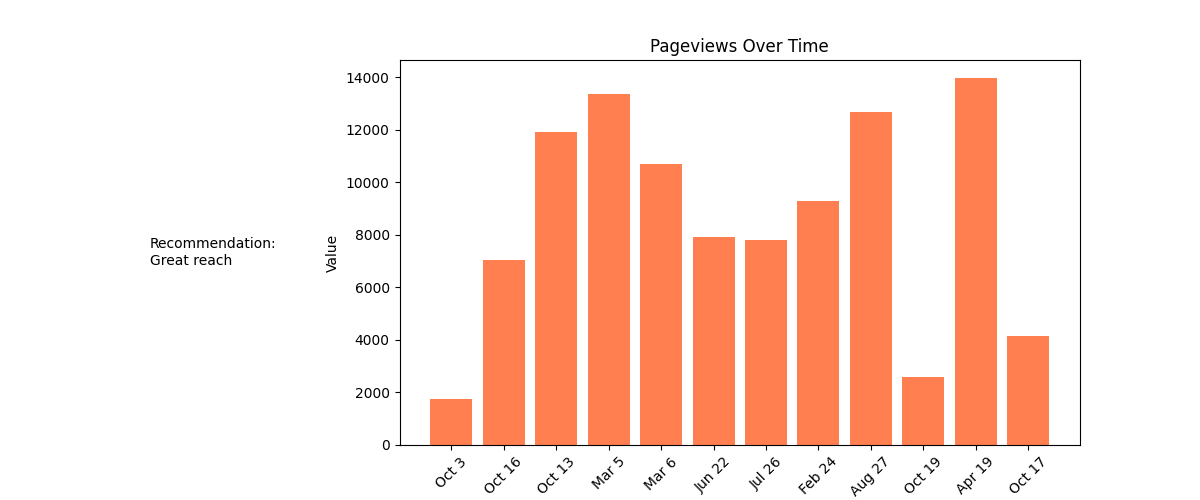 Pageviews Over Time
Recommendation:
Great reach
Value
14000
12000
10000
8000
6000
4000
2000
0
Oct 3
Oct 16
Oct 13
Mar 5
Mar 6
Jun 22
Jul 26
Feb 24
Aug 27
Oct 19
Apr 19
Oct 17